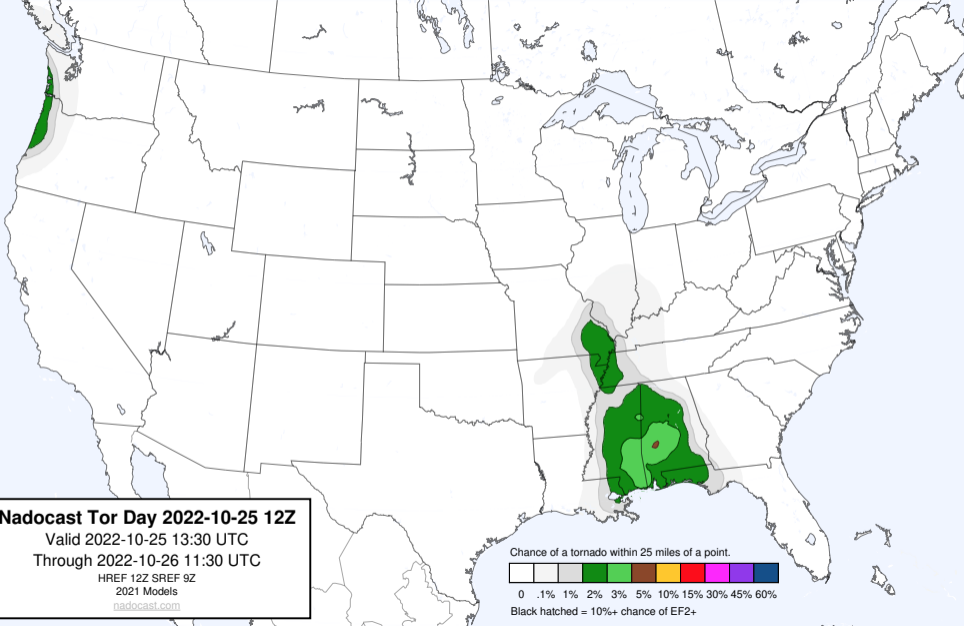 Nadocast Tor Day 2022-10-25 12Z
Valid 2022-10-25 13:30 UTC
Through 2022-10-26 11:30 UTC
HREF 12Z SREF 9Z
2021 Models
nadocast.com
Chance of a tornado within 25 miles of a point.
0 .1% 1% 2% 3% 5% 10% 15% 30% 45% 60%
Black hatched = 10%+ chance of EF2+